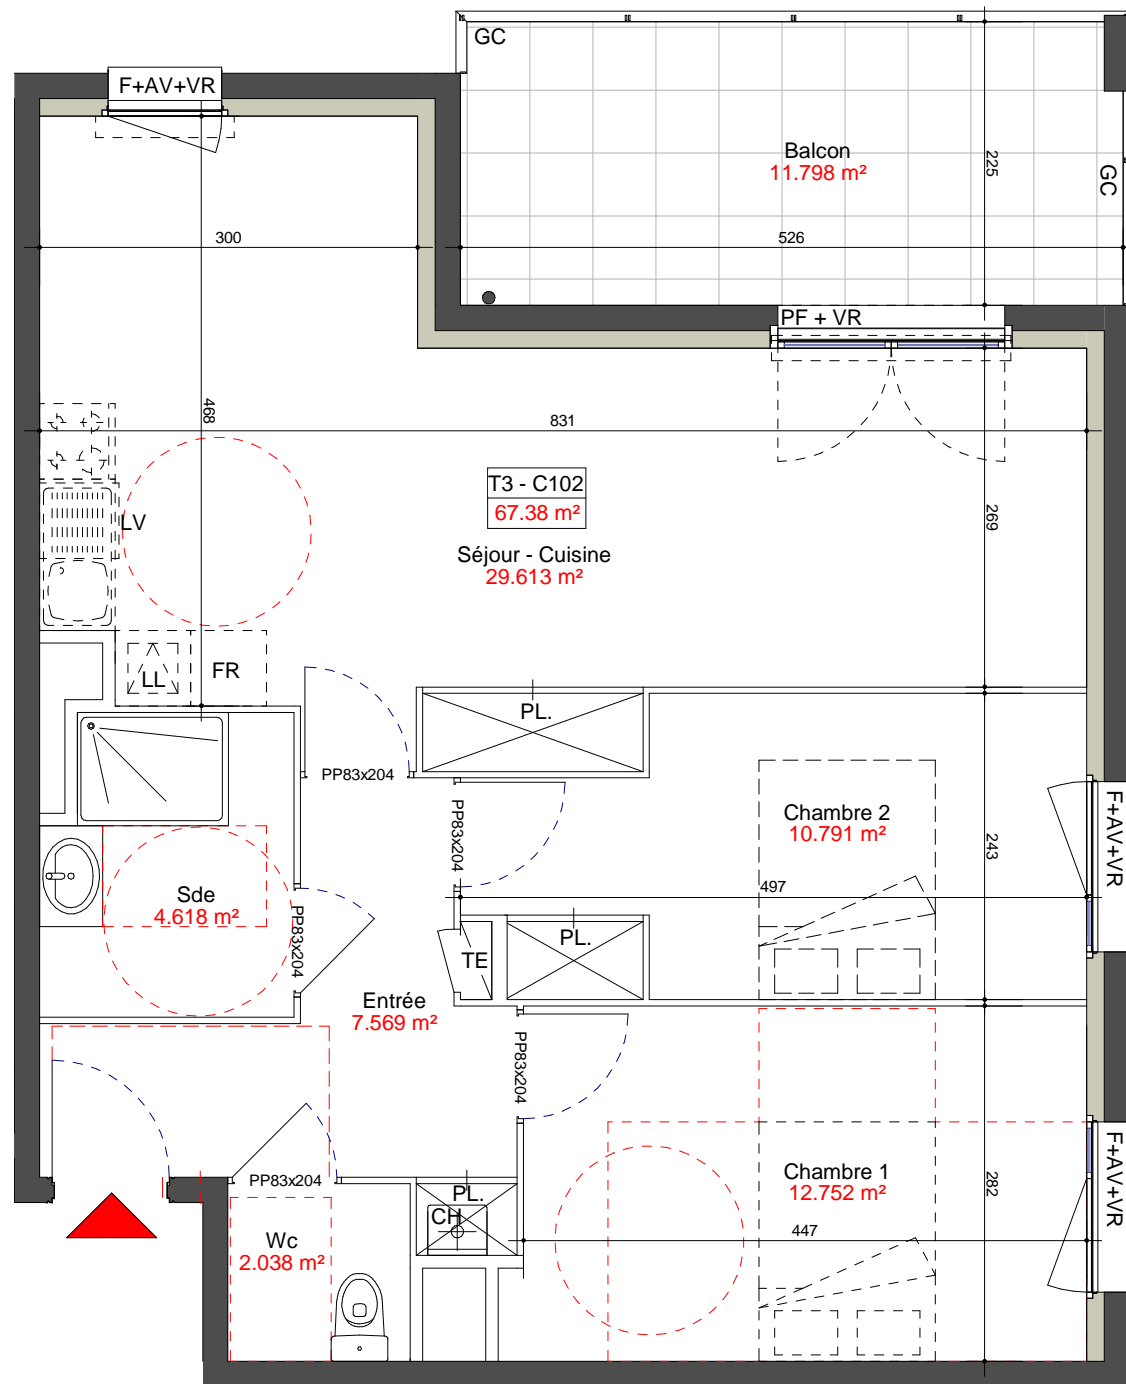 GC
F+AV+VR
Balcon
11.798 m²
225
GC
300
526
PF + VR
468
831
T3 - C102
67.38 m²
LV
269
Séjour - Cuisine
29.613 m²
LL
FR
PL.
PP83x204
PP83x204
Chambre 2
10.791 m²
F+AV+VR
243
497
Sde
4.618 m²
PP83x204
PL.
TE
Entrée
7.569 m²
PP83x204
PP83x204
PL.
CH
Chambre 1
12.752 m²
282
F+AV+VR
447
Wc
2.038 m²